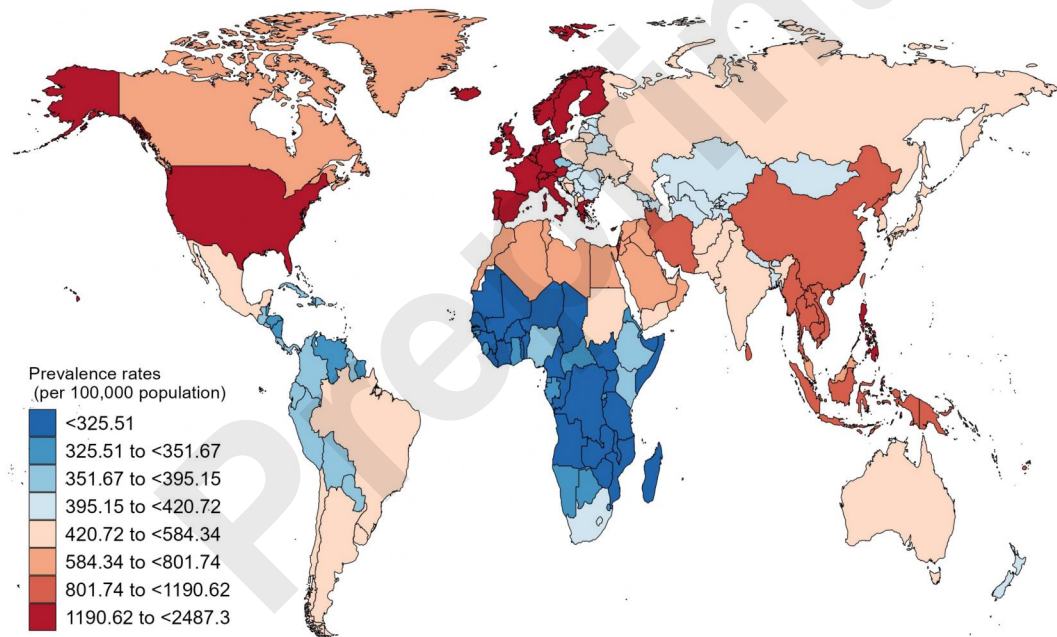 Preprin
Prevalence rates
(per 100,000 population)
<325.51
325.51 to <351.67
351.67 to <395.15
395.15 to <420.72
420.72 to <584.34
584.34 to <801.74
801.74 to <1190.62
1190.62 to <2487.3